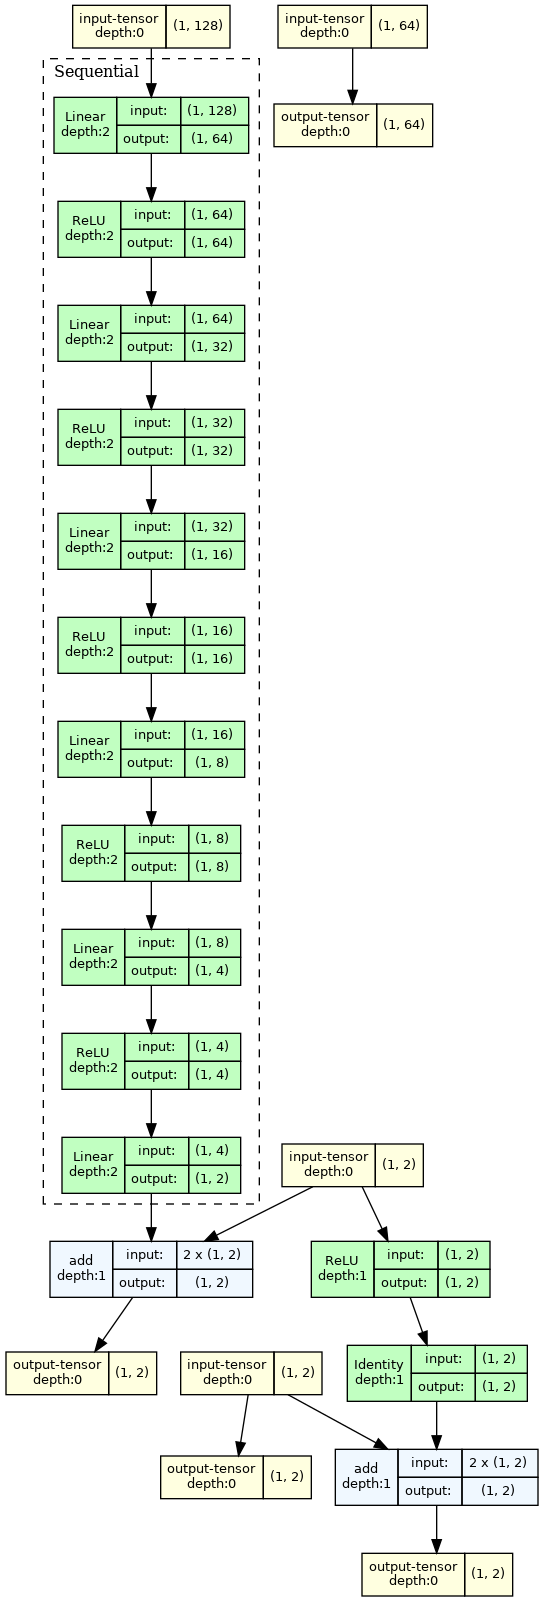 input-tensor
depth:0
(1, 128)
input-tensor
depth:0
(1, 64)
Sequential
Linear
depth:2
input:
(1, 128)
output:
(1, 64)
output-tensor
depth:0
(1, 64)
ReLU
depth:2
input:
(1, 64)
output:
(1, 64)
Linear
depth:2
input:
(1, 64)
output:
(1, 32)
ReLU
depth:2
input:
(1, 32)
output:
(1, 32)
Linear
depth:2
input:
(1, 32)
output:
(1, 16)
ReLU
depth:2
input:
(1, 16)
output:
(1, 16)
Linear
depth:2
input:
(1, 16)
output:
(1, 8)
ReLU
depth:2
input:
(1, 8)
output:
(1, 8)
Linear
depth:2
input:
(1, 8)
output:
(1, 4)
ReLU
depth:2
input:
(1, 4)
output:
(1, 4)
Linear
depth:2
input:
(1, 4)
output:
(1, 2)
input-tensor
depth:0
(1, 2)
add
depth:1
input:
2 x (1, 2)
output:
(1, 2)
ReLU
depth:1
input:
(1, 2)
output:
(1, 2)
output-tensor
depth:0
(1, 2)
input-tensor
depth:0
(1, 2)
Identity
depth:1
input:
(1, 2)
output:
(1, 2)
output-tensor
depth:0
(1, 2)
add
depth:1
input:
2 x (1, 2)
output:
(1, 2)
output-tensor
depth:0
(1, 2)